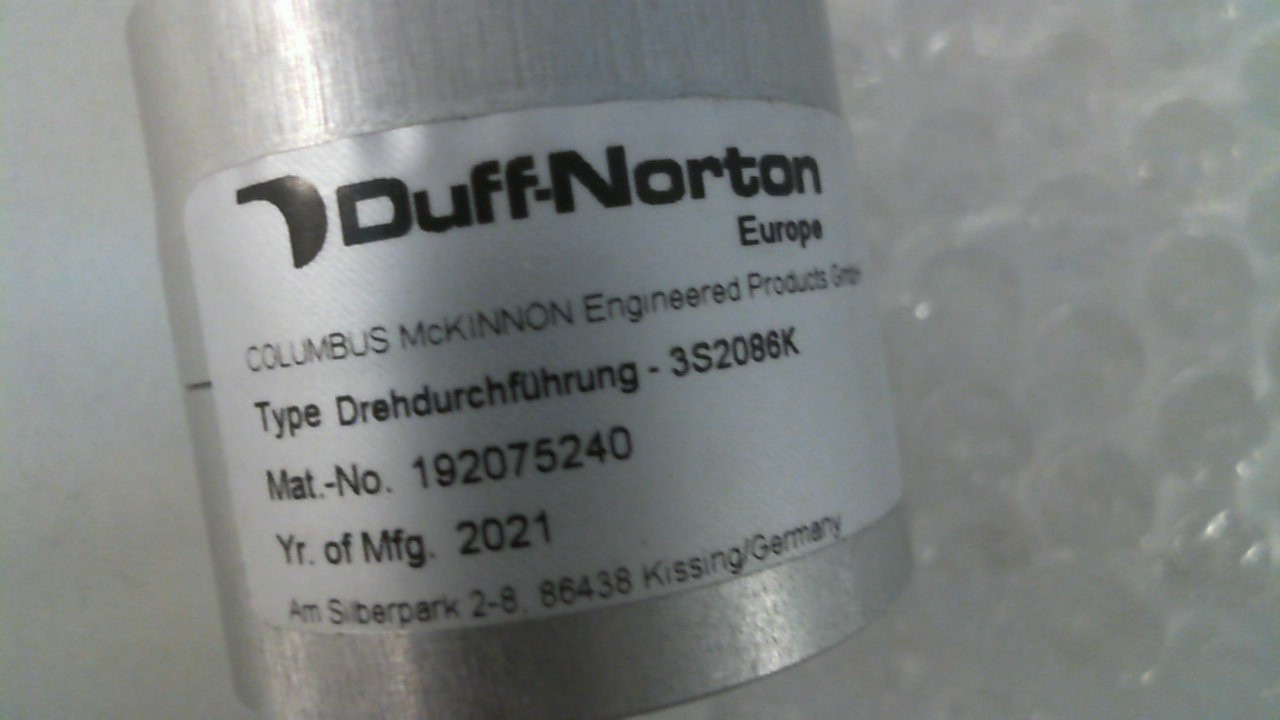 Duff-Norton
Europe
COLUMBUS McKINNON Engineered Products GmbH
Type Drehdurchführung - 3S2086K
Mat.-No. 192075240
Yr. of Mfg. 2021
Am Silberpark 2-8, 86438 Kissing/Germany